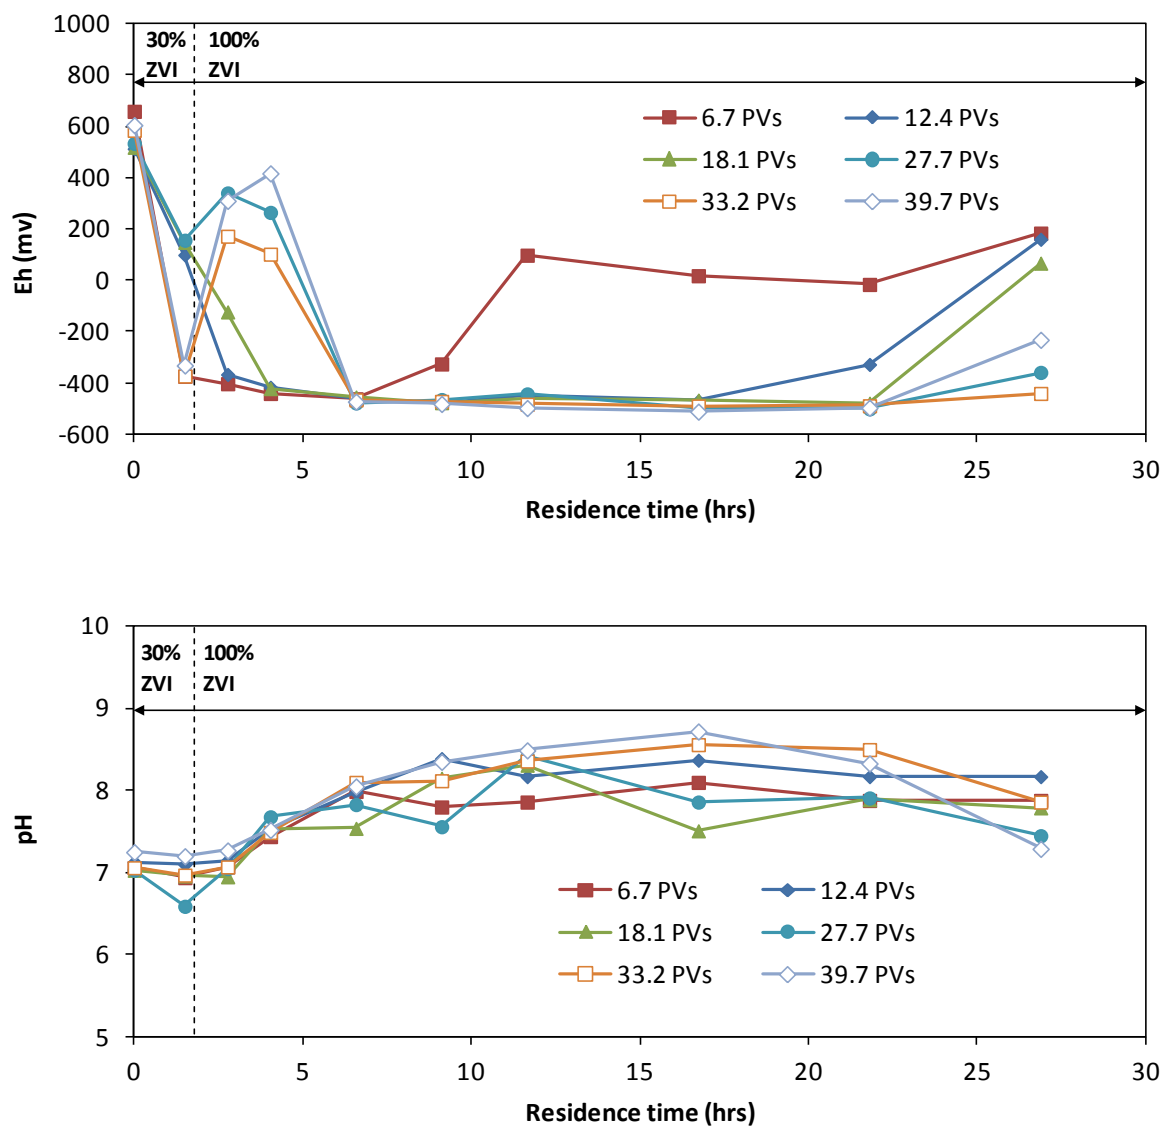 1000
800
600
400
200
0
-200
-400
-600
Eh (mv)
30% 100%
ZVI ZVI
6.7 PVs 12.4 PVs
18.1 PVs 27.7 PVs
33.2 PVs 39.7 PVs
0 5 10 15 20 25 30
Residence time (hrs)
10
9
8
7
6
5
pH
30% 100%
ZVI ZVI
6.7 PVs 12.4 PVs
18.1 PVs 27.7 PVs
33.2 PVs 39.7 PVs
0 5 10 15 20 25 30
Residence time (hrs)